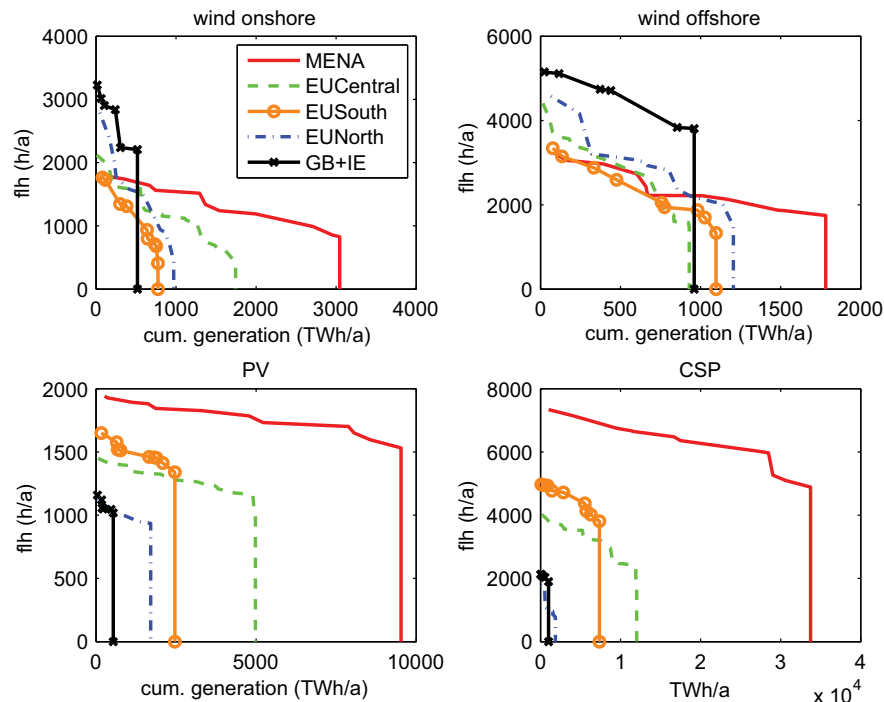 wind onshore
flh (h/a)
4000
3000
2000
1000
0
0 1000 2000 3000 4000
cum. generation (TWh/a)
MENA
EUCentral
EUSouth
EUNorth
GB+IE
wind offshore
flh (h/a)
6000
4000
2000
0
0 500 1000 1500 2000
cum. generation (TWh/a)
PV
flh (h/a)
2000
1500
1000
500
0
0 5000 10000
cum. generation (TWh/a)
CSP
flh (h/a)
8000
6000
4000
2000
0
0 1 2 3 4
TWh/a
x 10^4